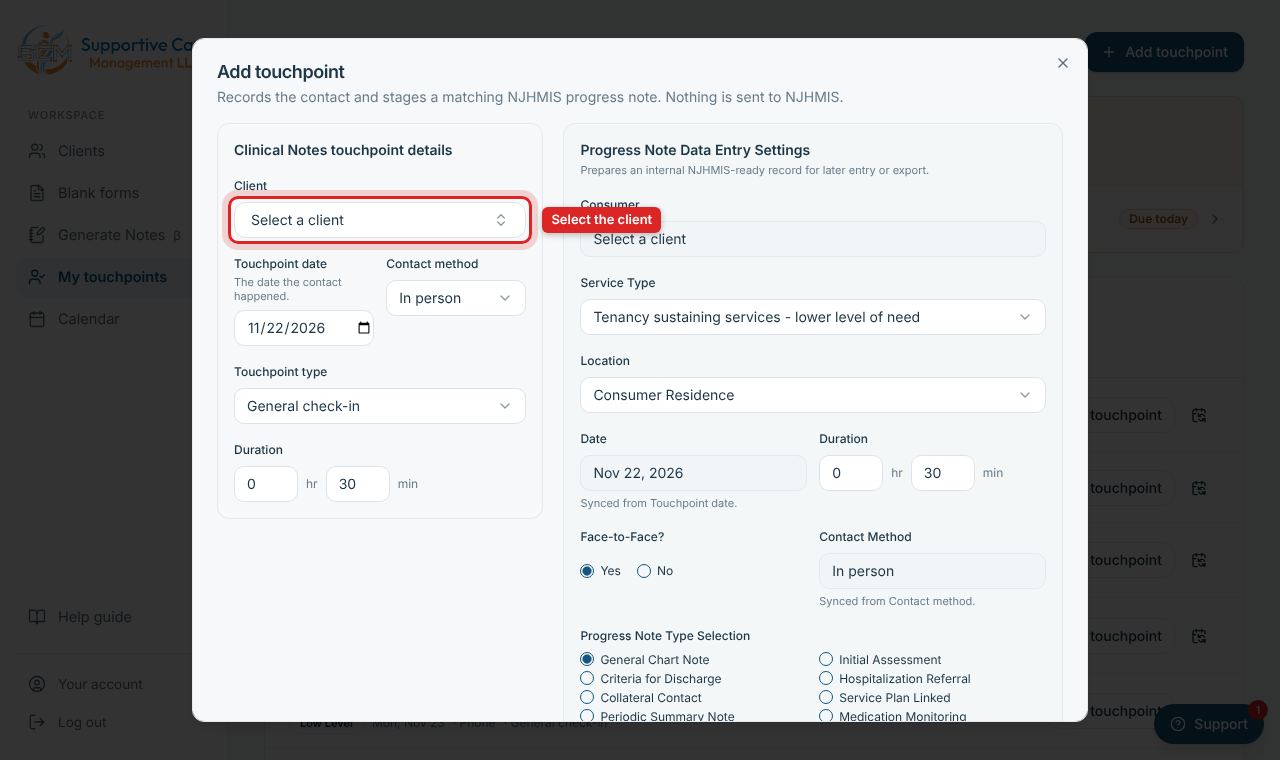 Supportive Ca
Management LL
WORKSPACE
Clients
Blank forms
Generate Notes β
My touchpoints
Calendar
Help guide
Your account
Log out
Add touchpoint
Due today
touchpoint
touchpoint
touchpoint
touchpoint
touchpoint
Low Level Mon, Nov 23 · Phone · General check-in
Support
1
Add touchpoint
Records the contact and stages a matching NJHMIS progress note. Nothing is sent to NJHMIS.
Clinical Notes touchpoint details
Client
Select a client
Select the client
Touchpoint date
The date the contact
happened.
11/22/2026
Contact method
In person
Touchpoint type
General check-in
Duration
0 hr 30 min
Progress Note Data Entry Settings
Prepares an internal NJHMIS-ready record for later entry or export.
Consumer
Select a client
Service Type
Tenancy sustaining services - lower level of need
Location
Consumer Residence
Date
Nov 22, 2026
Synced from Touchpoint date.
Duration
0 hr 30 min
Face-to-Face?
Yes No
Contact Method
In person
Synced from Contact method.
Progress Note Type Selection
General Chart Note
Initial Assessment
Criteria for Discharge
Hospitalization Referral
Collateral Contact
Service Plan Linked
Periodic Summary Note
Medication Monitoring